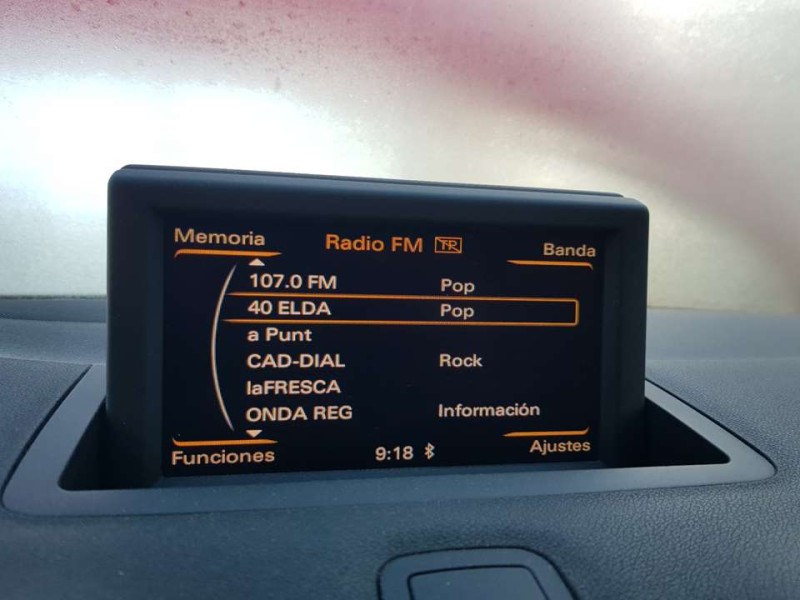 Memoria
Radio FM TP
Banda
107.0 FM Pop
40 ELDA Pop
a Punt
CAD-DIAL Rock
laFRESCA
ONDA REG Información
Funciones
9:18
Ajustes